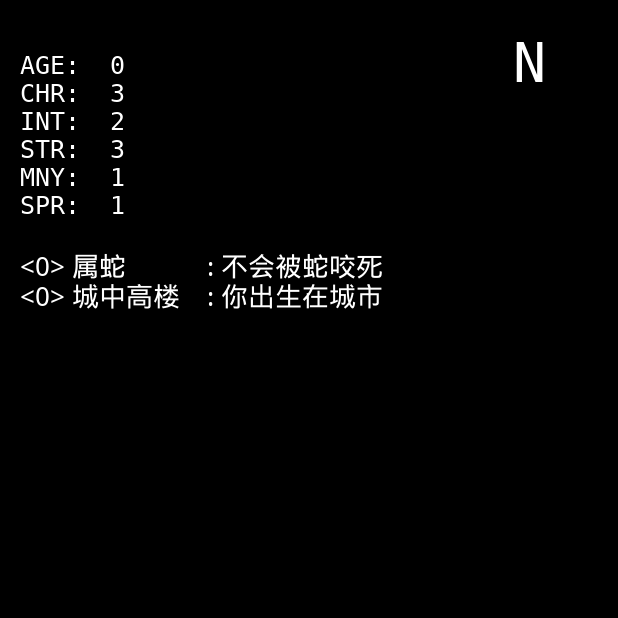 N
AGE: 0
CHR: 3
INT: 2
STR: 3
MNY: 1
SPR: 1
<O> 属蛇 : 不会被蛇咬死
<O> 城中高楼 : 你出生在城市